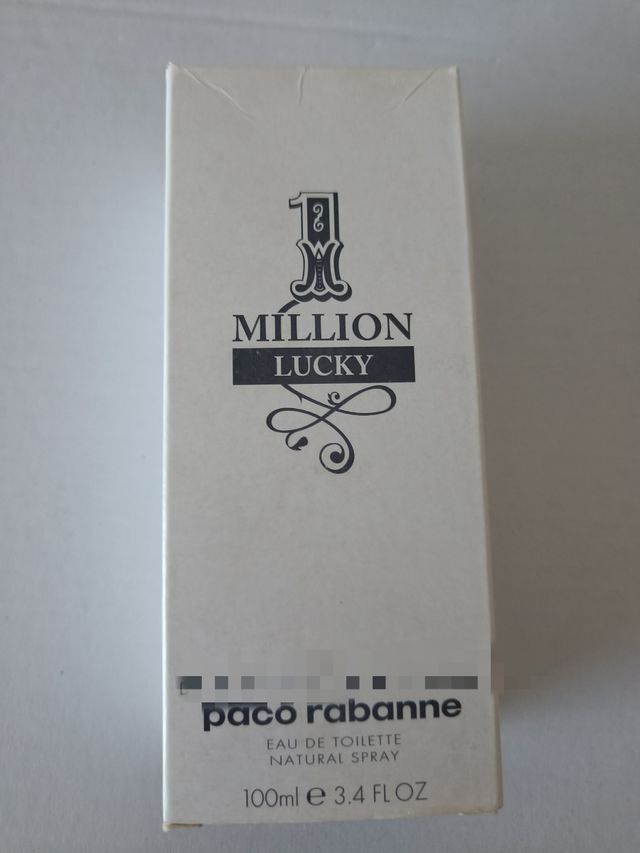 1
MILLION
LUCKY
paco rabanne
EAU DE TOILETTE
NATURAL SPRAY
100ml e 3.4 FL OZ